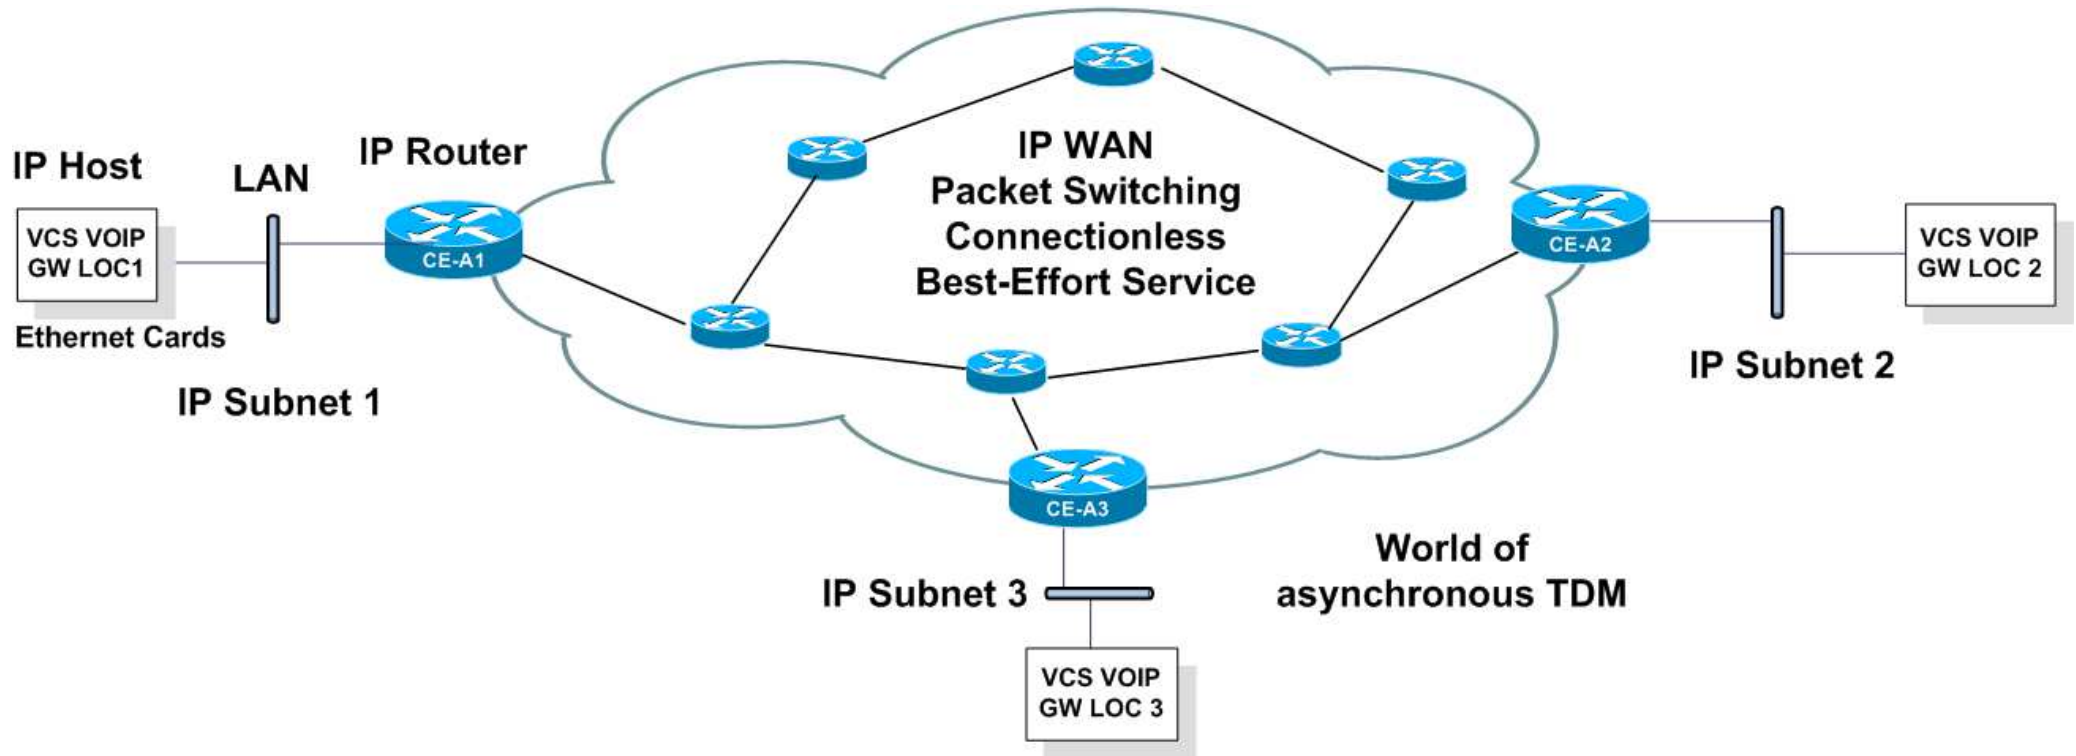 IP Host
LAN
IP Router
VCS VOIP
GW LOC1
CE-A1
Ethernet Cards
IP Subnet 1
IP WAN
Packet Switching
Connectionless
Best-Effort Service
CE-A2
VCS VOIP
GW LOC 2
IP Subnet 2
CE-A3
IP Subnet 3
World of
asynchronous TDM
VCS VOIP
GW LOC 3